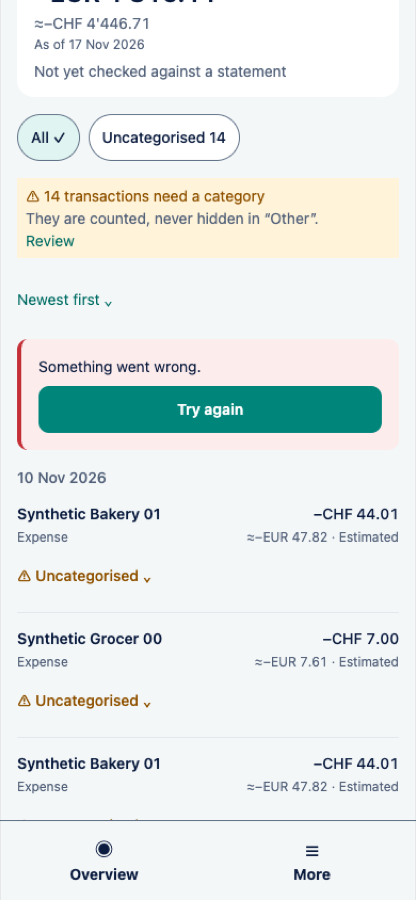 ≈−CHF 4'446.71
As of 17 Nov 2026
Not yet checked against a statement
All ✓ Uncategorised 14
⚠ 14 transactions need a category
They are counted, never hidden in “Other”.
Review
Newest first ⌄
Something went wrong.
Try again
10 Nov 2026
Synthetic Bakery 01 −CHF 44.01
Expense ≈−EUR 47.82 · Estimated
⚠ Uncategorised ⌄
Synthetic Grocer 00 −CHF 7.00
Expense ≈−EUR 7.61 · Estimated
⚠ Uncategorised ⌄
Synthetic Bakery 01 −CHF 44.01
Expense ≈−EUR 47.82 · Estimated
Overview ≡ More